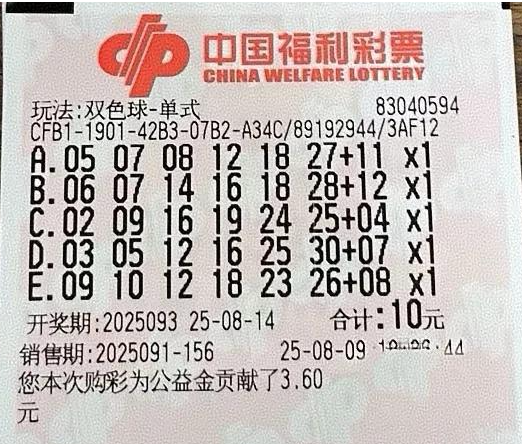 中国福利彩票
CHINA WELFARE LOTTERY
玩法:双色球-单式 83040594
CFB1-1901-42B3-07B2-A34C/89192944/3AF12
A.05 07 08 12 18 27+11 x1
B.06 07 14 16 18 28+12 x1
C.02 09 16 19 24 25+04 x1
D.03 05 12 16 25 30+07 x1
E.09 10 12 18 23 26+08 x1
开奖期:2025093 25-08-14 合计:10元
销售期:2025091-156 25-08-09 :44
您本次购彩为公益金贡献了3.60
元